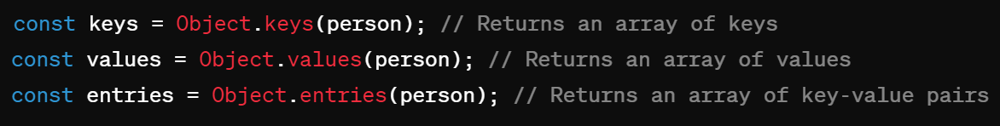 const keys = Object.keys(person); // Returns an array of keys
const values = Object.values(person); // Returns an array of values
const entries = Object.entries(person); // Returns an array of key-value pairs